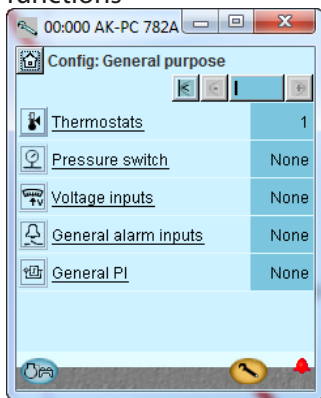 functions
00:000 AK-PC 782A
Config: General purpose
Thermostats 1
Pressure switch None
Voltage inputs None
General alarm inputs None
General PI None